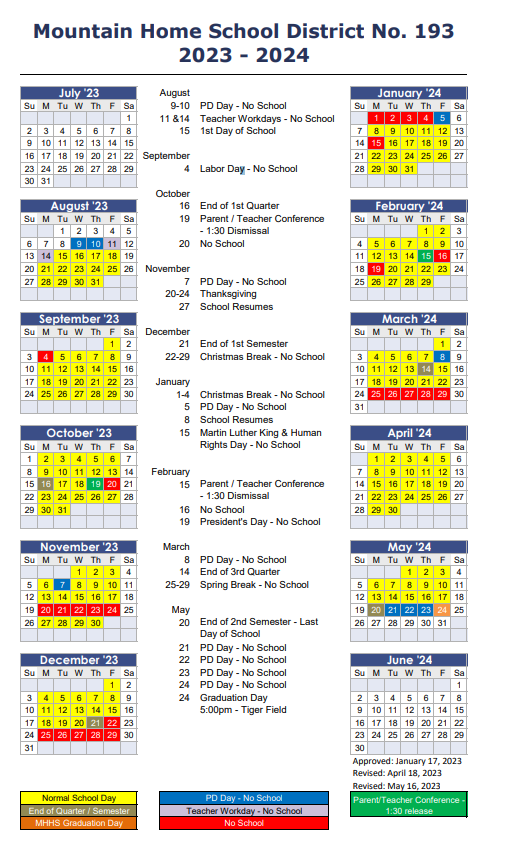 Mountain Home School District No. 193
2023 - 2024
July '23
Su M Tu W Th F Sa
1
2 3 4 5 6 7 8
9 10 11 12 13 14 15
16 17 18 19 20 21 22
23 24 25 26 27 28 29
30 31
August '23
Su M Tu W Th F Sa
1 2 3 4 5
6 7 8 9 10 11 12
13 14 15 16 17 18 19
20 21 22 23 24 25 26
27 28 29 30 31
September '23
Su M Tu W Th F Sa
1 2
3 4 5 6 7 8 9
10 11 12 13 14 15 16
17 18 19 20 21 22 23
24 25 26 27 28 29 30
October '23
Su M Tu W Th F Sa
1 2 3 4 5 6 7
8 9 10 11 12 13 14
15 16 17 18 19 20 21
22 23 24 25 26 27 28
29 30 31
November '23
Su M Tu W Th F Sa
1 2 3 4
5 6 7 8 9 10 11
12 13 14 15 16 17 18
19 20 21 22 23 24 25
26 27 28 29 30
December '23
Su M Tu W Th F Sa
1 2
3 4 5 6 7 8 9
10 11 12 13 14 15 16
17 18 19 20 21 22 23
24 25 26 27 28 29 30
31
August
9-10 PD Day - No School
11 &14 Teacher Workdays - No School
15 1st Day of School
September
4 Labor Day - No School
October
16 End of 1st Quarter
19 Parent / Teacher Conference
- 1:30 Dismissal
20 No School
November
7 PD Day - No School
20-24 Thanksgiving
27 School Resumes
December
21 End of 1st Semester
22-29 Christmas Break - No School
January
1-4 Christmas Break - No School
5 PD Day - No School
8 School Resumes
15 Martin Luther King & Human
Rights Day - No School
February
15 Parent / Teacher Conference
- 1:30 Dismissal
16 No School
19 President's Day - No School
March
8 PD Day - No School
14 End of 3rd Quarter
25-29 Spring Break - No School
May
20 End of 2nd Semester - Last
Day of School
21 PD Day - No School
22 PD Day - No School
23 PD Day - No School
24 PD Day - No School
24 Graduation Day
5:00pm - Tiger Field
January '24
Su M Tu W Th F Sa
1 2 3 4 5 6
7 8 9 10 11 12 13
14 15 16 17 18 19 20
21 22 23 24 25 26 27
28 29 30 31
February '24
Su M Tu W Th F Sa
1 2 3
4 5 6 7 8 9 10
11 12 13 14 15 16 17
18 19 20 21 22 23 24
25 26 27 28 29
March '24
Su M Tu W Th F Sa
1 2
3 4 5 6 7 8 9
10 11 12 13 14 15 16
17 18 19 20 21 22 23
24 25 26 27 28 29 30
31
April '24
Su M Tu W Th F Sa
1 2 3 4 5 6
7 8 9 10 11 12 13
14 15 16 17 18 19 20
21 22 23 24 25 26 27
28 29 30
May '24
Su M Tu W Th F Sa
1 2 3 4
5 6 7 8 9 10 11
12 13 14 15 16 17 18
19 20 21 22 23 24 25
26 27 28 29 30 31
June '24
Su M Tu W Th F Sa
1
2 3 4 5 6 7 8
9 10 11 12 13 14 15
16 17 18 19 20 21 22
23 24 25 26 27 28 29
30
Approved: January 17, 2023
Revised: April 18, 2023
Revised: May 16, 2023
Normal School Day
End of Quarter / Semester
MHHS Graduation Day
PD Day - No School
Teacher Workday - No School
No School
Parent/Teacher Conference -
1:30 release